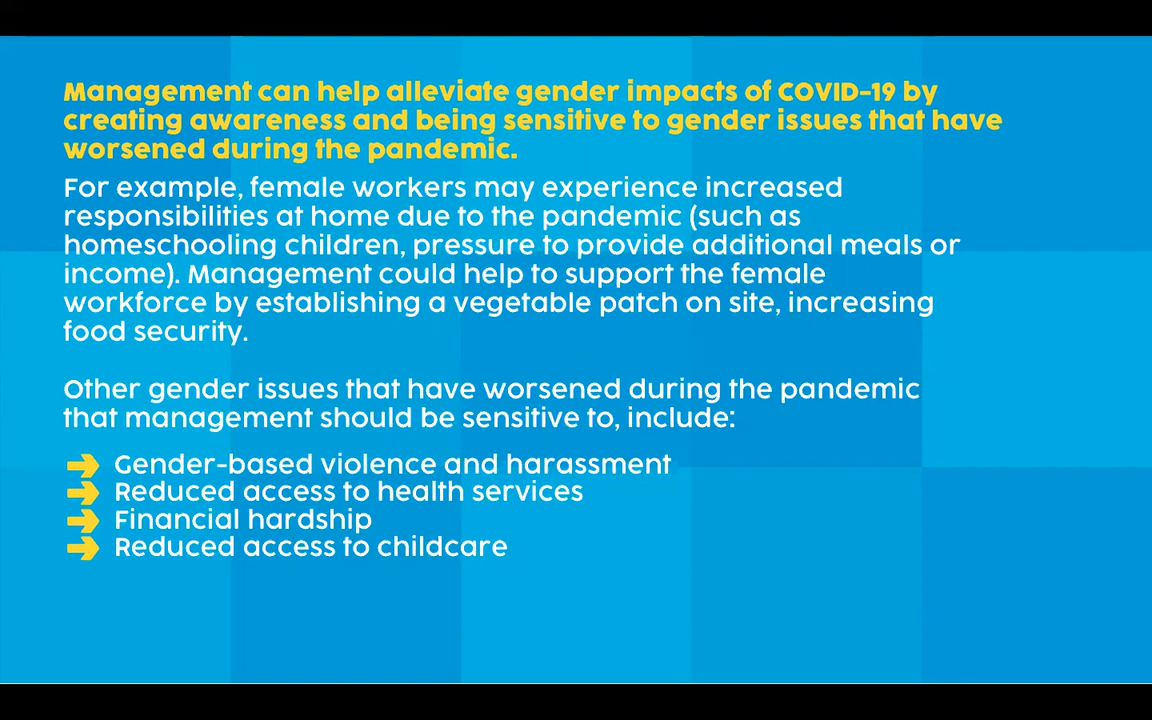 Management can help alleviate gender impacts of COVID-19 by
creating awareness and being sensitive to gender issues that have
worsened during the pandemic.
For example, female workers may experience increased
responsibilities at home due to the pandemic (such as
homeschooling children, pressure to provide additional meals or
income). Management could help to support the female
workforce by establishing a vegetable patch on site, increasing
food security.
Other gender issues that have worsened during the pandemic
that management should be sensitive to, include:
Gender-based violence and harassment
Reduced access to health services
Financial hardship
Reduced access to childcare